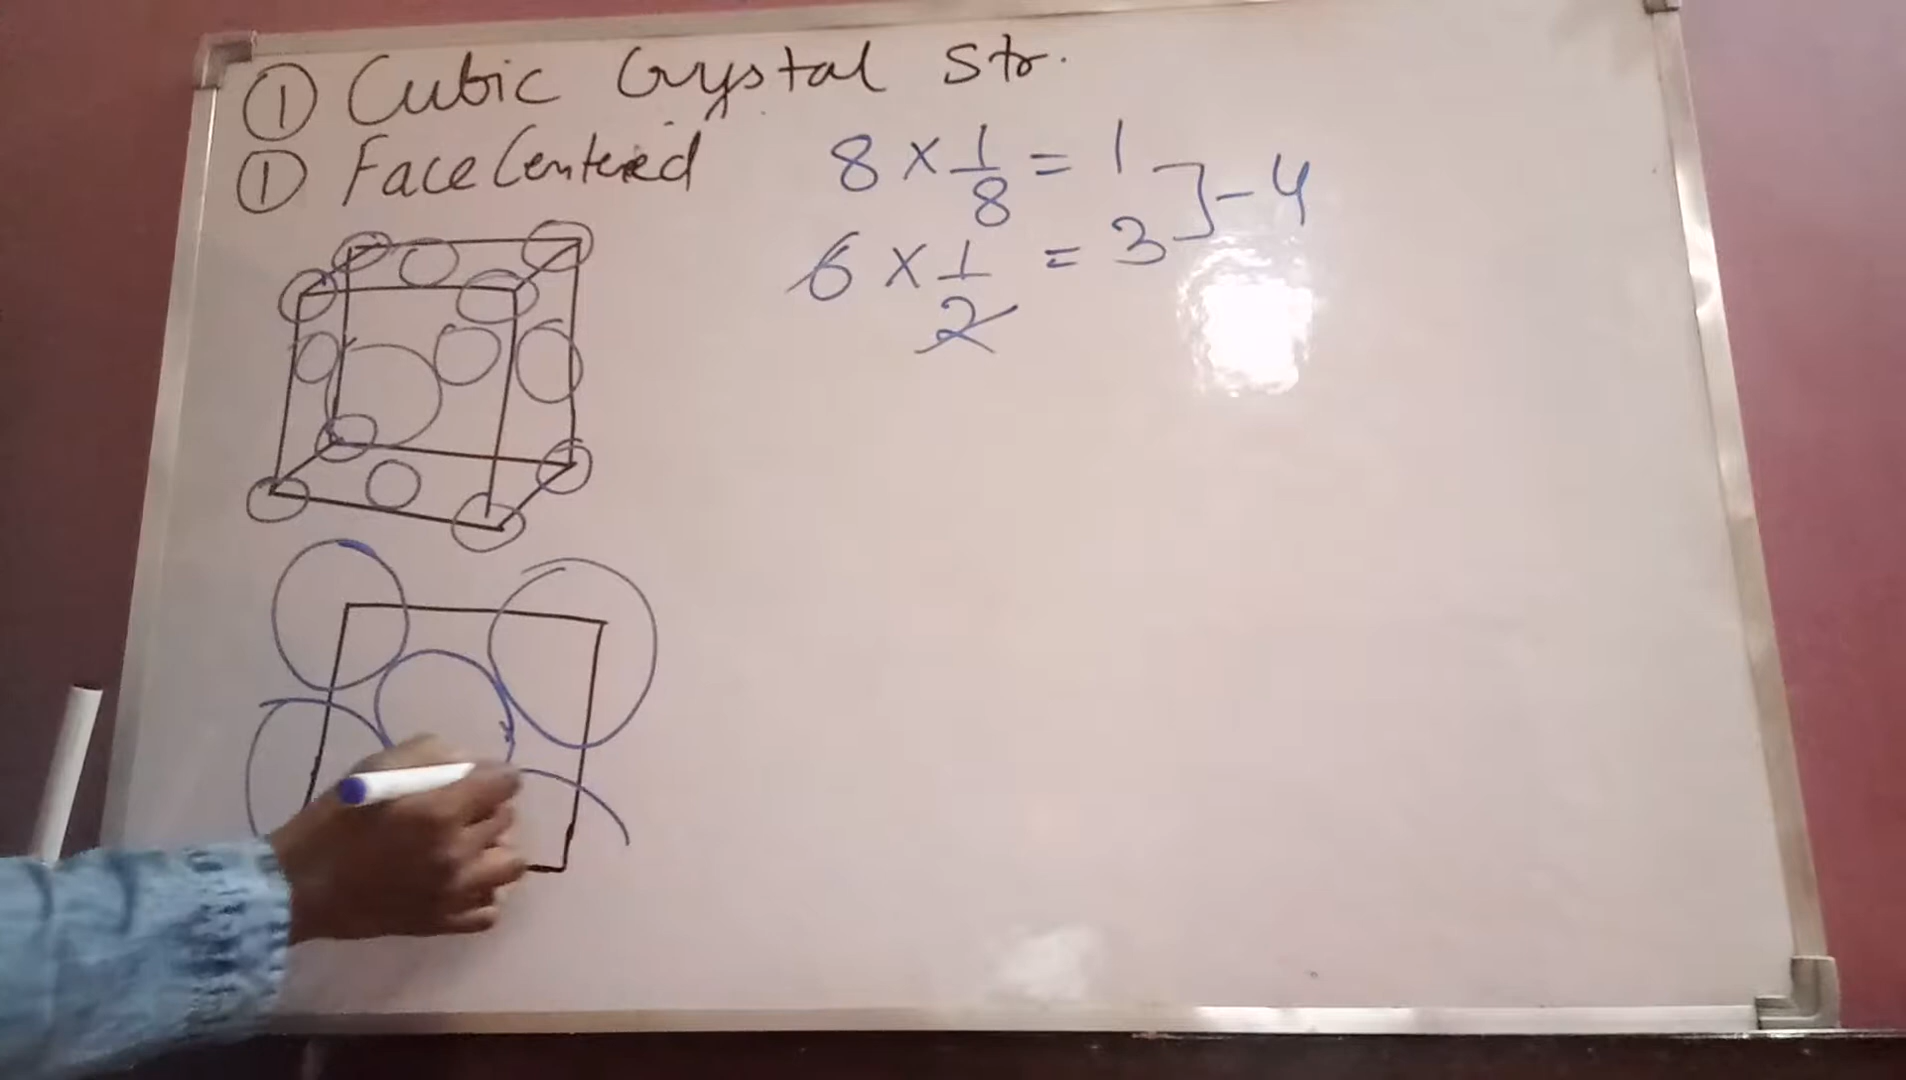 ① Cubic Crystal Str.
① Face Centered
8 × 1/8 = 1
6 × 1/2 = 3 ] - 4